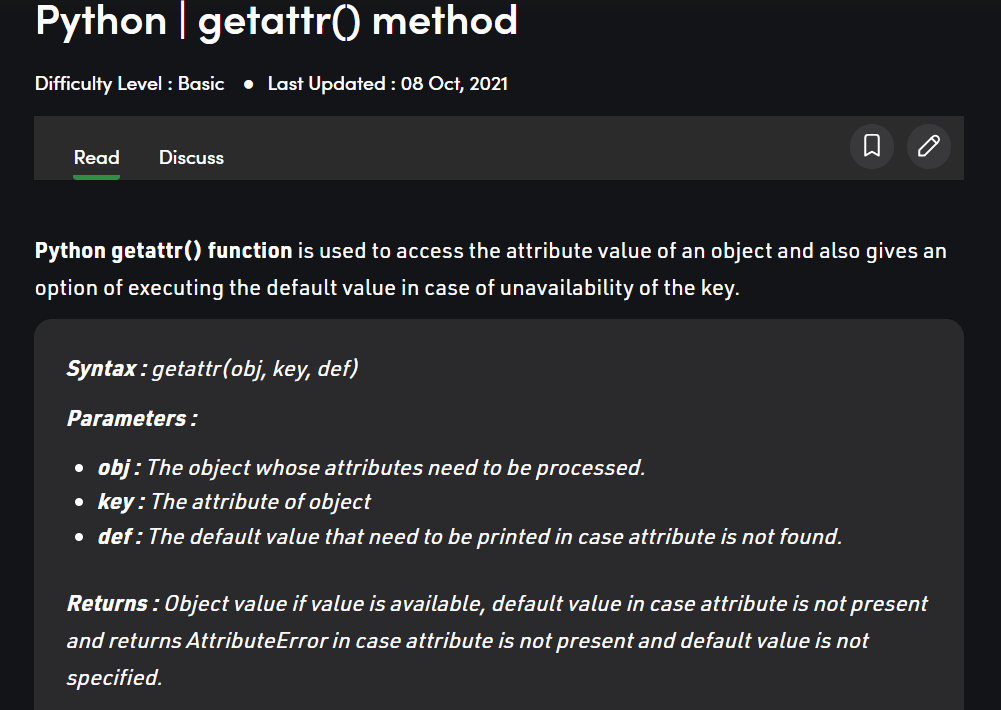 Python | getattr() method
Difficulty Level : Basic ● Last Updated : 08 Oct, 2021
Read Discuss
Python getattr() function is used to access the attribute value of an object and also gives an
option of executing the default value in case of unavailability of the key.
Syntax : getattr(obj, key, def)
Parameters :
• obj : The object whose attributes need to be processed.
• key : The attribute of object
• def : The default value that need to be printed in case attribute is not found.
Returns : Object value if value is available, default value in case attribute is not present
and returns AttributeError in case attribute is not present and default value is not
specified.